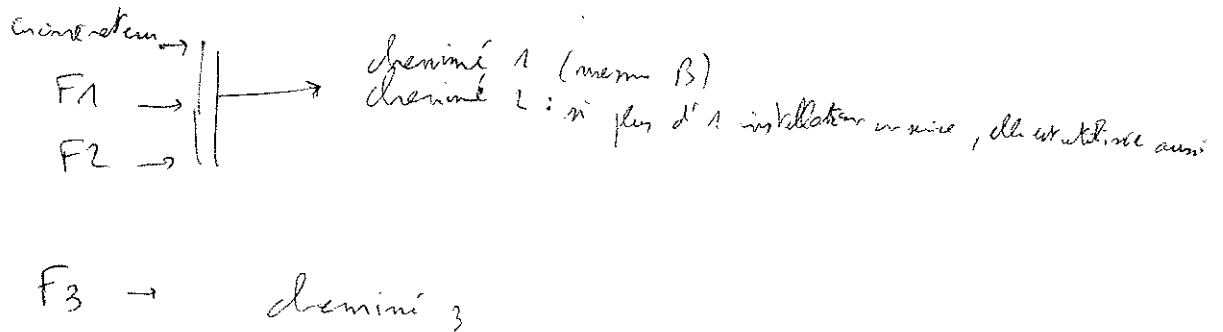 incinérateur →
F1 →
F2 →
→ cheminé 1 (mesure B)
cheminé 2 : si plus d'1 installation en service, elle est utilisée aussi
F3 → cheminé 3